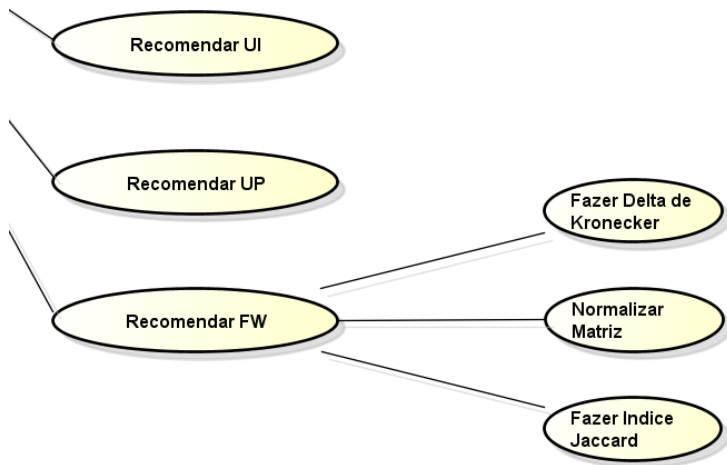 Recomendar UI
Recomendar UP
Fazer Delta de
Kronecker
Recomendar FW
Normalizar
Matriz
Fazer Indice
Jaccard